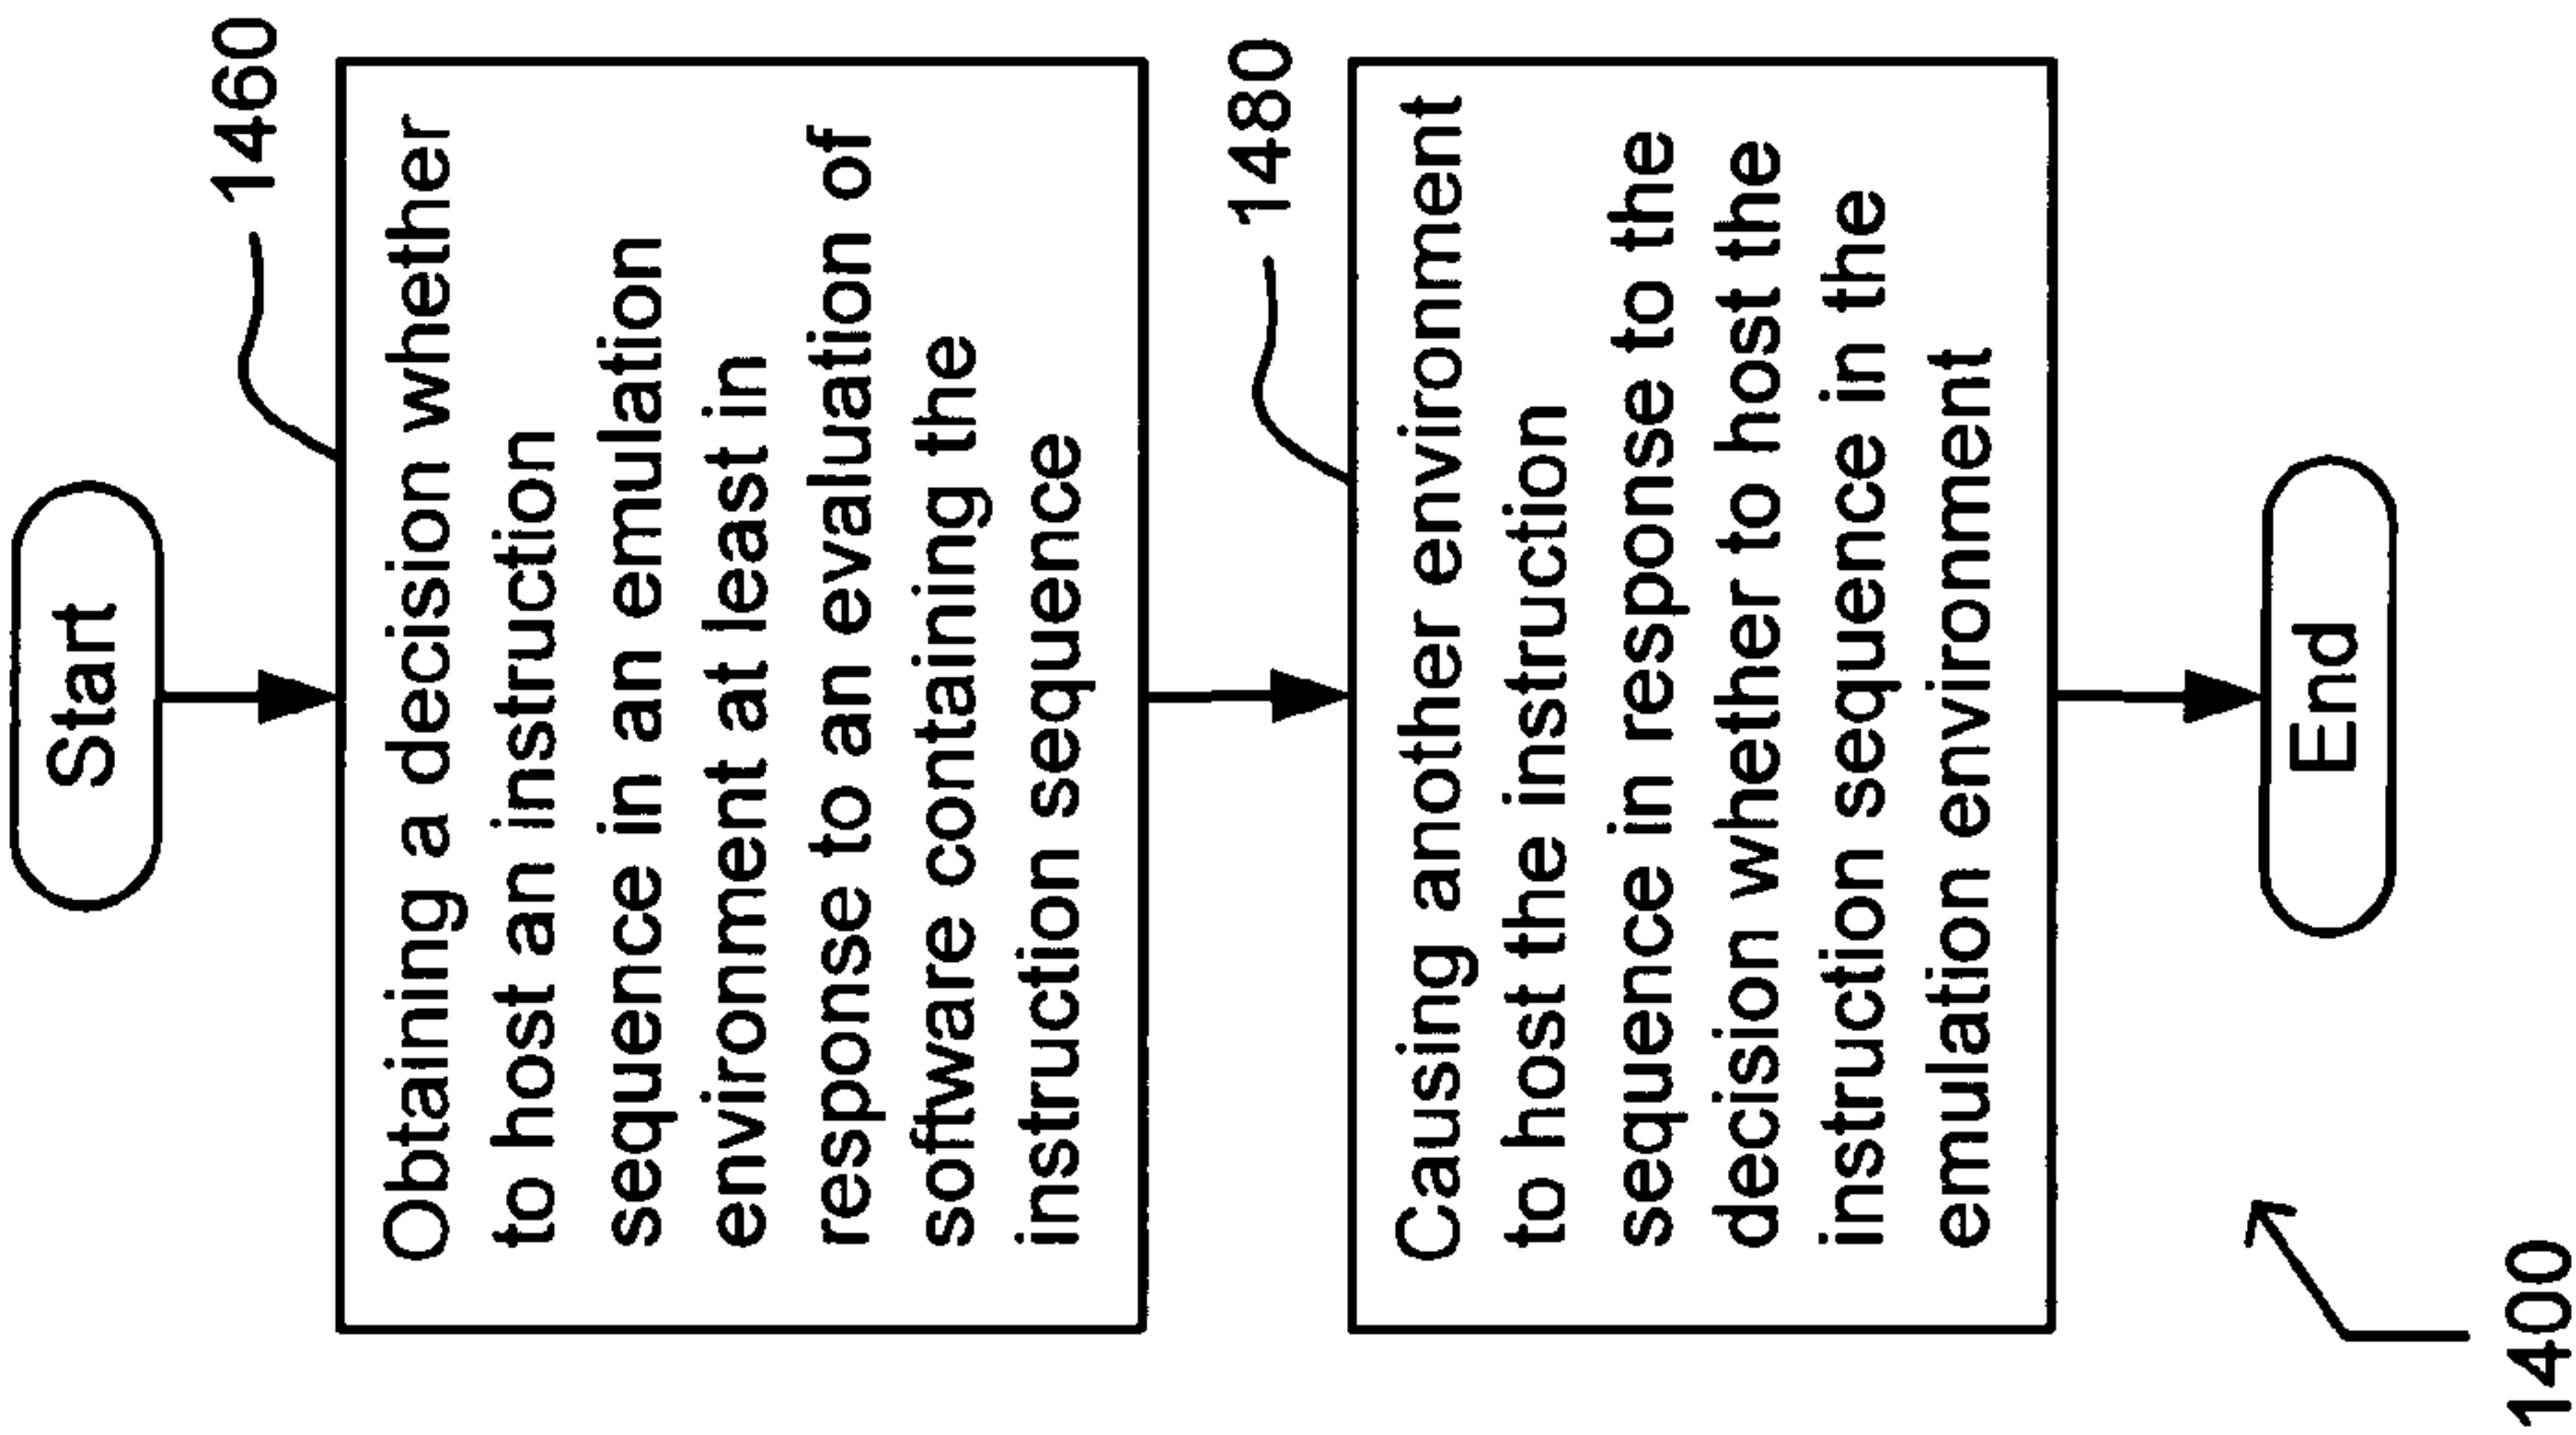 Start
1460
Obtaining a decision whether
to host an instruction
sequence in an emulation
environment at least in
response to an evaluation of
software containing the
instruction sequence
1480
Causing another environment
to host the instruction
sequence in response to the
decision whether to host the
instruction sequence in the
emulation environment
End
1400